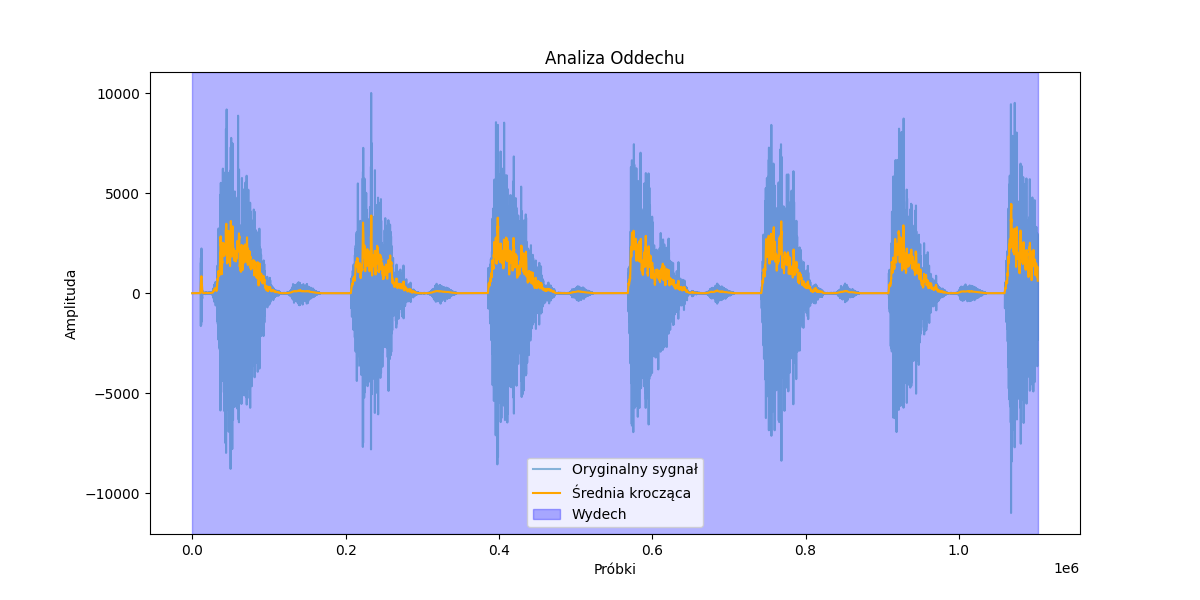 Analiza Oddechu
Amplituda
10000
5000
0
−5000
−10000
Oryginalny sygnał
Średnia krocząca
Wydech
0.0 0.2 0.4 0.6 0.8 1.0
Próbki
1e6